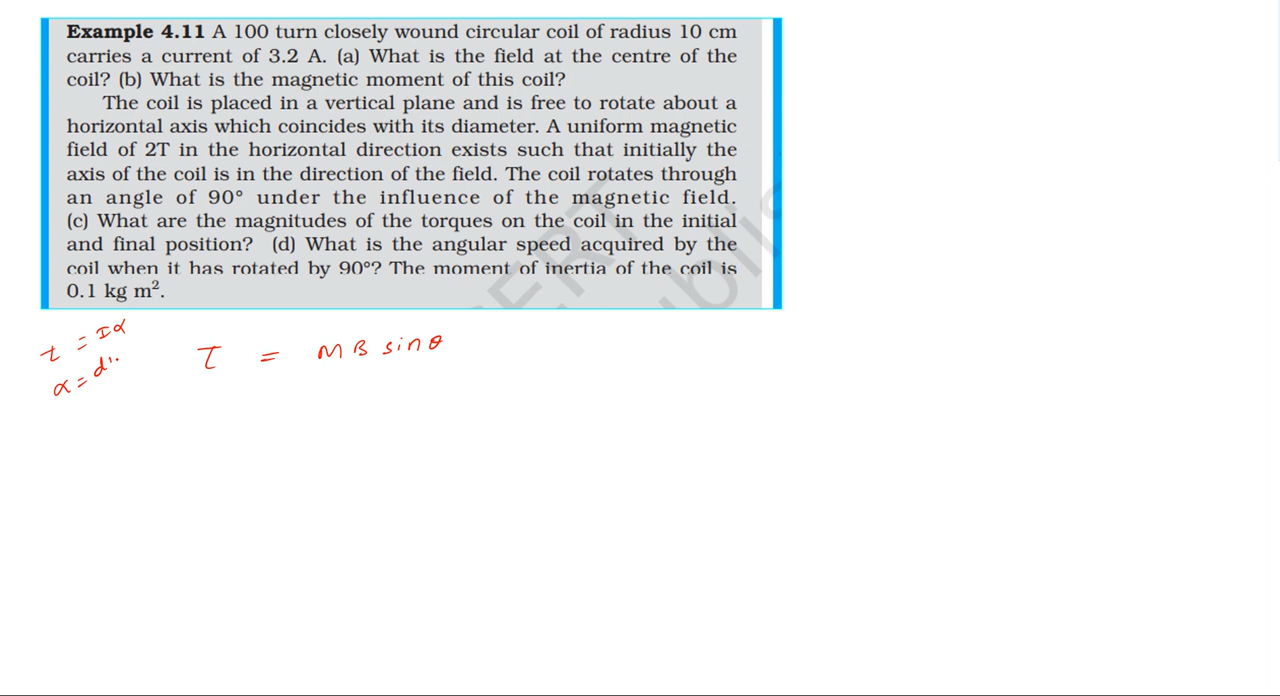 Example 4.11 A 100 turn closely wound circular coil of radius 10 cm
carries a current of 3.2 A. (a) What is the field at the centre of the
coil? (b) What is the magnetic moment of this coil?
The coil is placed in a vertical plane and is free to rotate about a
horizontal axis which coincides with its diameter. A uniform magnetic
field of 2T in the horizontal direction exists such that initially the
axis of the coil is in the direction of the field. The coil rotates through
an angle of 90° under the influence of the magnetic field.
(c) What are the magnitudes of the torques on the coil in the initial
and final position? (d) What is the angular speed acquired by the
coil when it has rotated by 90°? The moment of inertia of the coil is
0.1 kg m².
τ = Iα
α = d
τ = MB sinθ